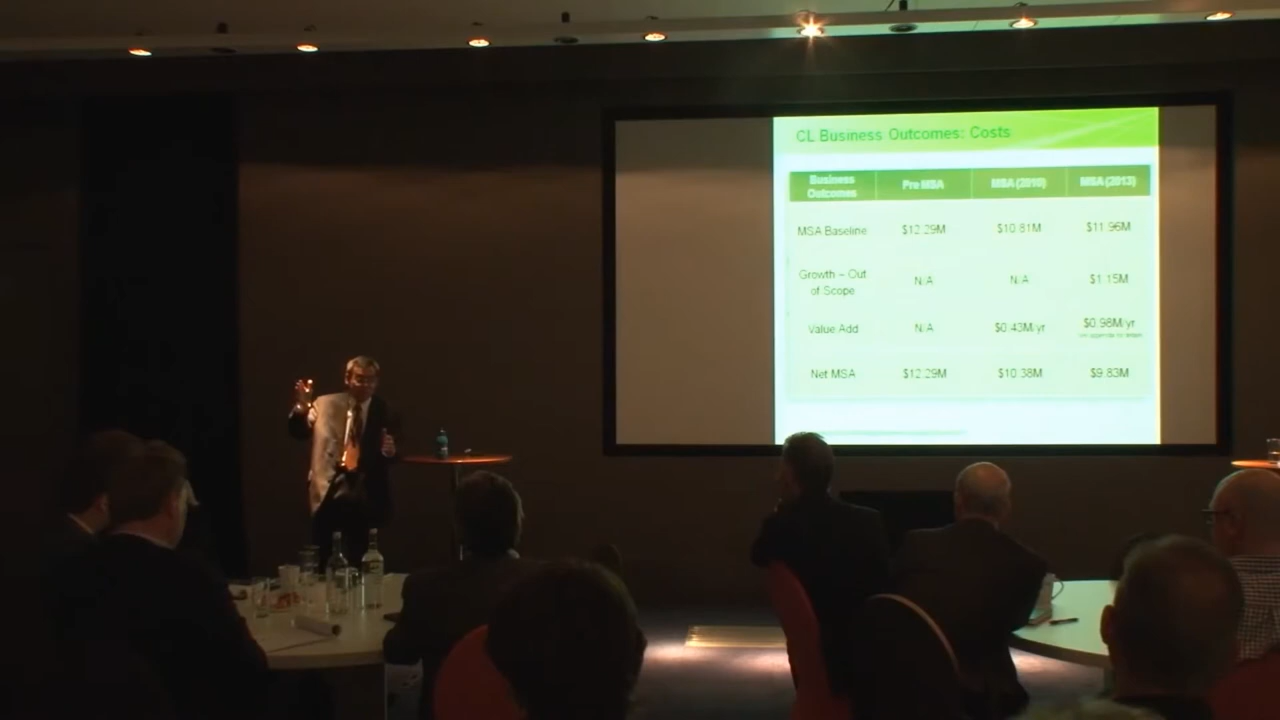 CL Business Outcomes: Costs
Business Outcomes Pre MSA MSA (2010) MSA (2013)
MSA Baseline $12.29M $10.81M $11.96M
Growth – Out of Scope N/A N/A $1.15M
Value Add N/A $0.43M/yr $0.98M/yr
Net MSA $12.29M $10.38M $9.83M